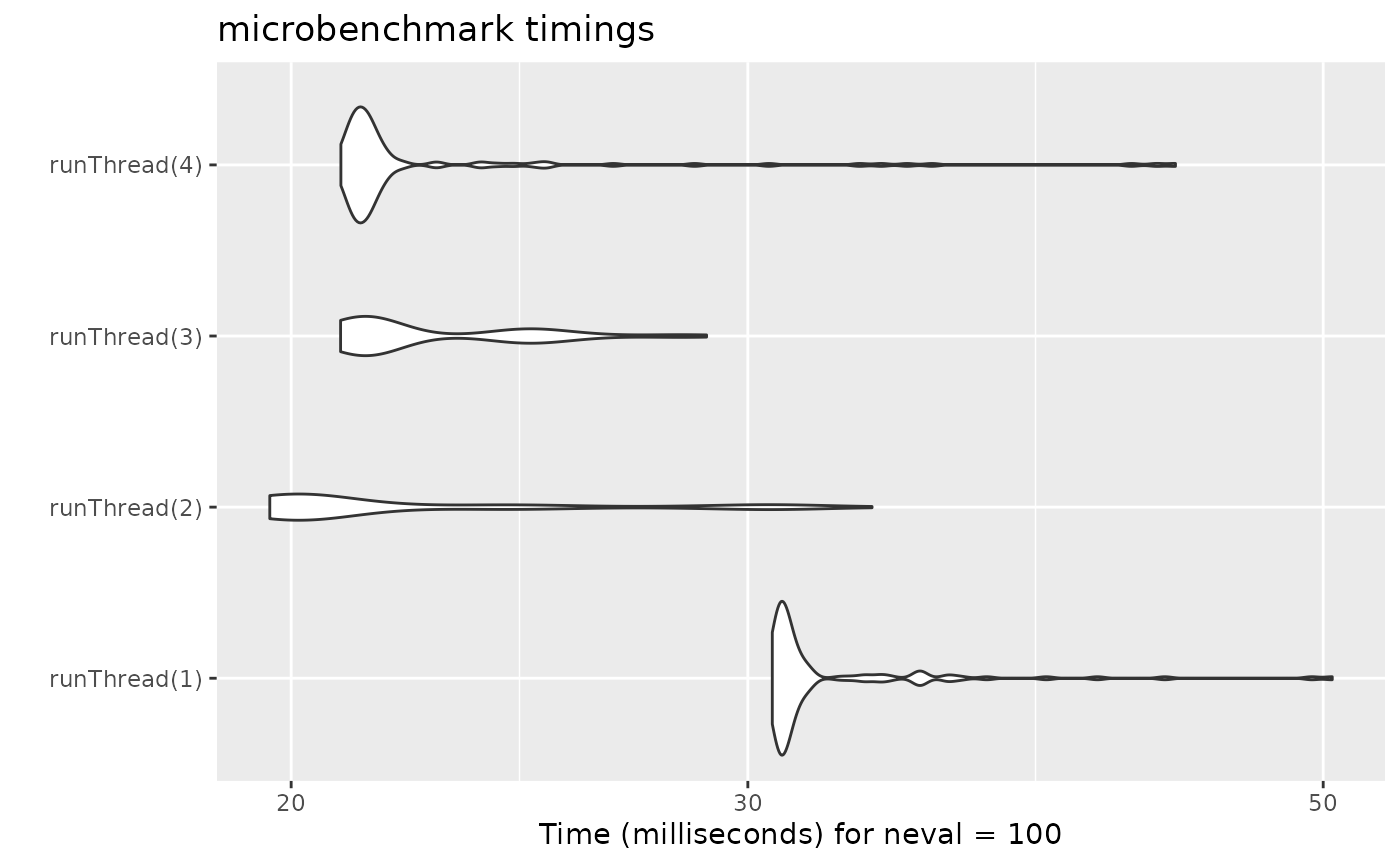 microbenchmark timings
runThread(4)
runThread(3)
runThread(2)
runThread(1)
20 30 50
Time (milliseconds) for neval = 100